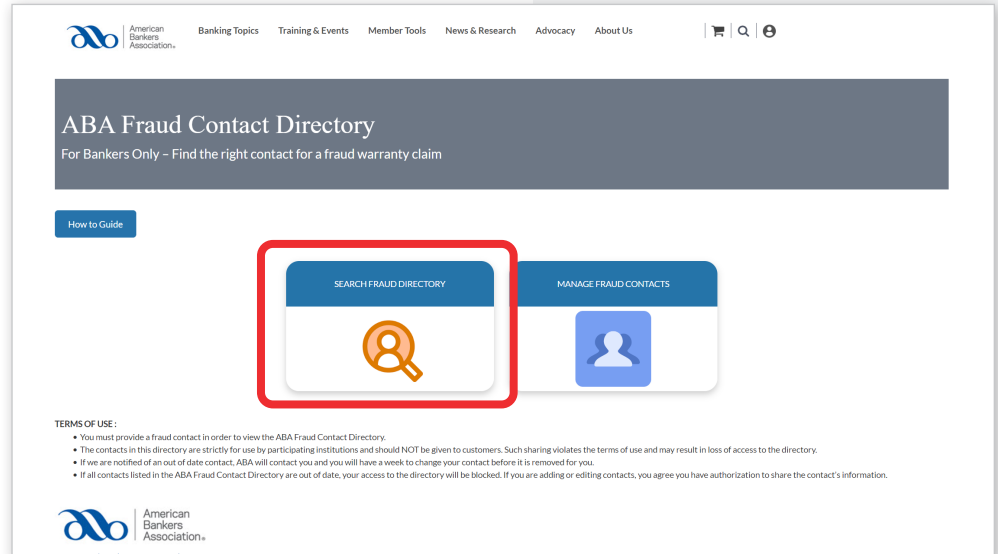 American
Bankers
Association®
Banking Topics Training & Events Member Tools News & Research Advocacy About Us
ABA Fraud Contact Directory
For Bankers Only – Find the right contact for a fraud warranty claim
How to Guide
SEARCH FRAUD DIRECTORY
MANAGE FRAUD CONTACTS
TERMS OF USE :
• You must provide a fraud contact in order to view the ABA Fraud Contact Directory.
• The contacts in this directory are strictly for use by participating institutions and should NOT be given to customers. Such sharing violates the terms of use and may result in loss of access to the directory.
• If we are notified of an out of date contact, ABA will contact you and you will have a week to change your contact before it is removed for you.
• If all contacts listed in the ABA Fraud Contact Directory are out of date, your access to the directory will be blocked. If you are adding or editing contacts, you agree you have authorization to share the contact's information.
American
Bankers
Association®